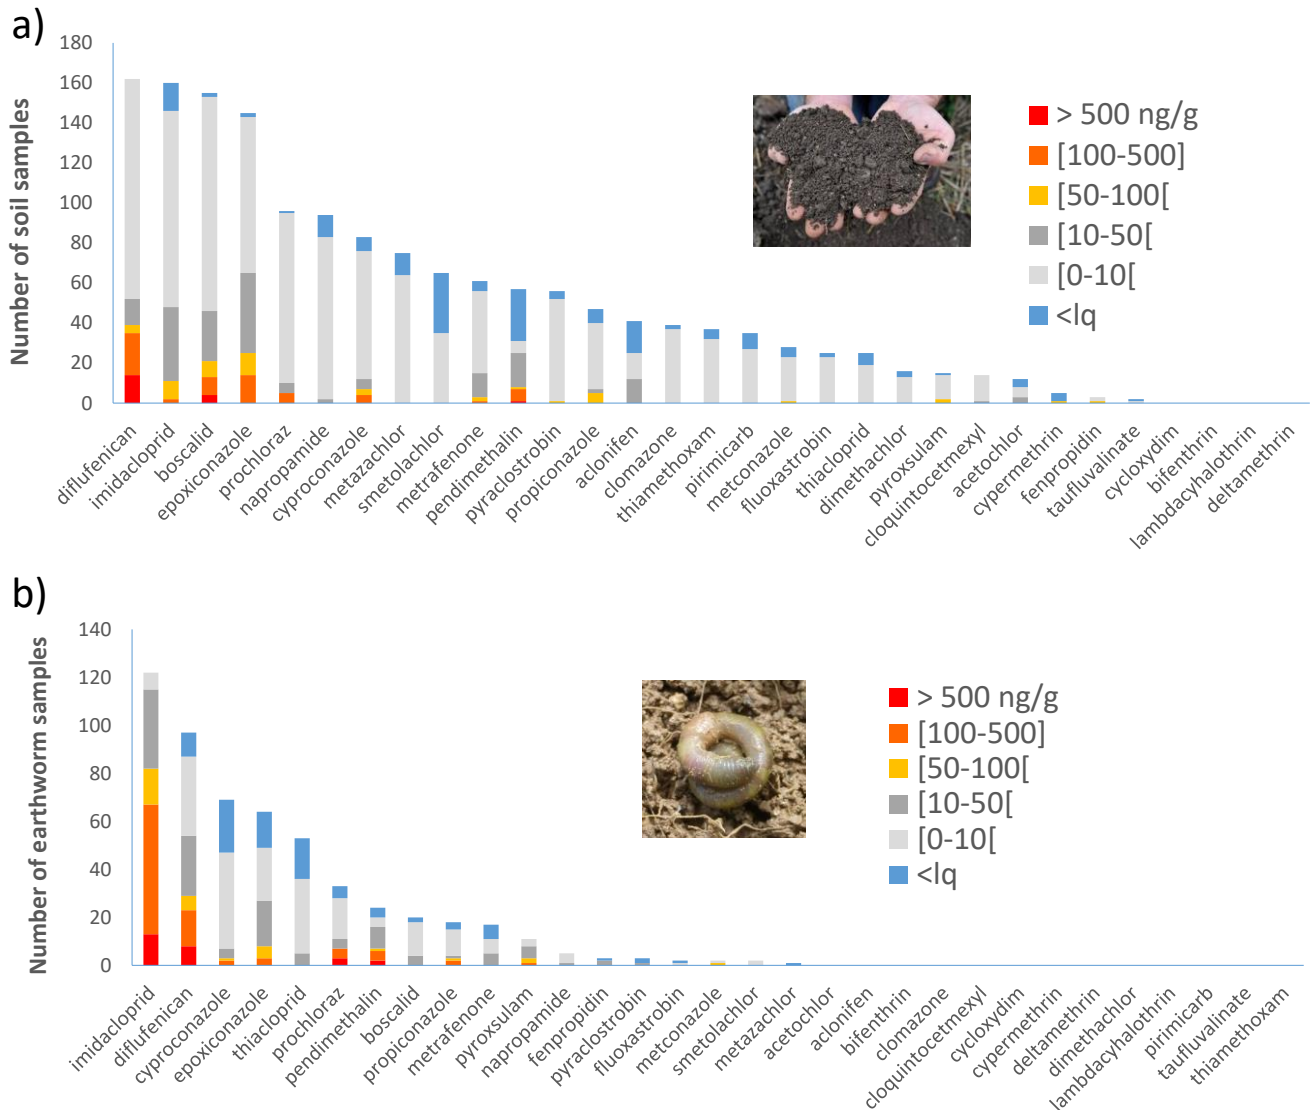 a)
Number of soil samples
180
160
140
120
100
80
60
40
20
0
> 500 ng/g
[100-500]
[50-100[
[10-50[
[0-10[
<lq
diflufenican
imidacloprid
boscalid
epoxiconazole
prochloraz
napropamide
cyproconazole
metazachlor
smetolachlor
metrafenone
pendimethalin
pyraclostrobin
propiconazole
aclonifen
clomazone
thiamethoxam
pirimicarb
metconazole
fluoxastrobin
thiacloprid
dimethachlor
pyroxsulam
cloquintocetmexyl
acetochlor
cypermethrin
fenpropidin
taufluvalinate
cycloxydim
bifenthrin
lambdacyhalothrin
deltamethrin
b)
Number of earthworm samples
140
120
100
80
60
40
20
0
> 500 ng/g
[100-500]
[50-100[
[10-50[
[0-10[
<lq
imidacloprid
diflufenican
cyproconazole
epoxiconazole
thiacloprid
prochloraz
pendimethalin
boscalid
propiconazole
metrafenone
pyroxsulam
napropamide
fenpropidin
pyraclostrobin
fluoxastrobin
metconazole
smetolachlor
metazachlor
acetochlor
aclonifen
bifenthrin
clomazone
cloquintocetmexyl
cycloxydim
cypermethrin
deltamethrin
dimethachlor
lambdacyhalothrin
pirimicarb
taufluvalinate
thiamethoxam